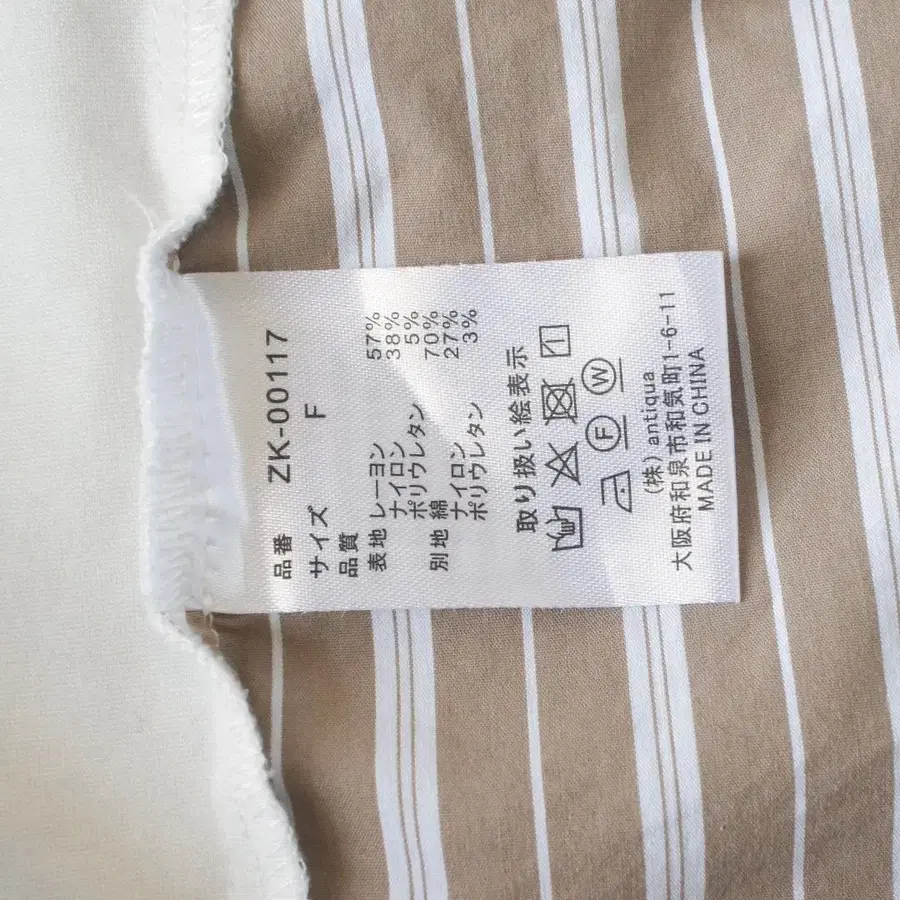 品番 ZK-00117
サイズ F
品質
表地 レーヨン 57%
ナイロン 38%
ポリウレタン 5%
別地 綿 70%
ナイロン 27%
ポリウレタン 3%
取り扱い絵表示
F W
(株) antiqua
大阪府和泉市和気町1-6-11
MADE IN CHINA